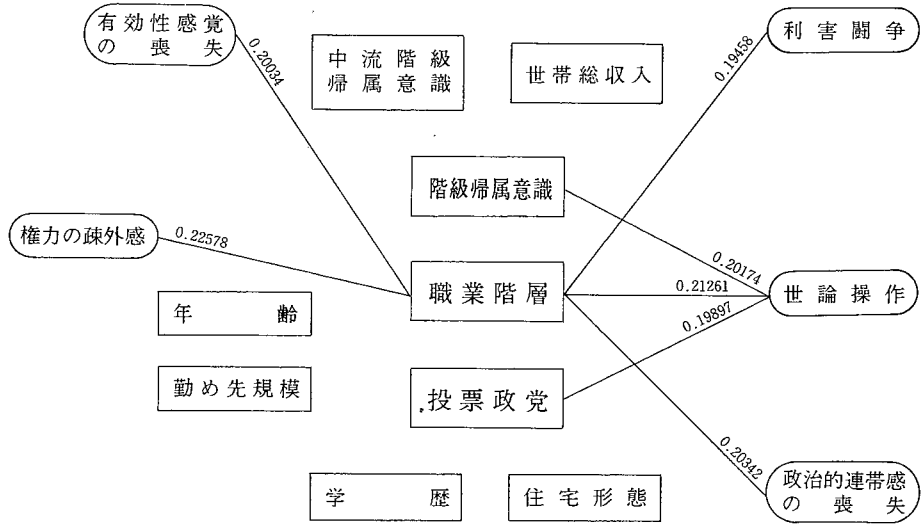 有効性感覚
の喪失
0.20034
中流階級
帰属意識
世帯総収入
0.19458
利害闘争
階級帰属意識
権力の疎外感
0.22578
0.20174
職業階層
0.21261
世論操作
年齢
0.19897
勤め先規模
投票政党
0.20342
政治的連帯感
の喪失
学歴
住宅形態